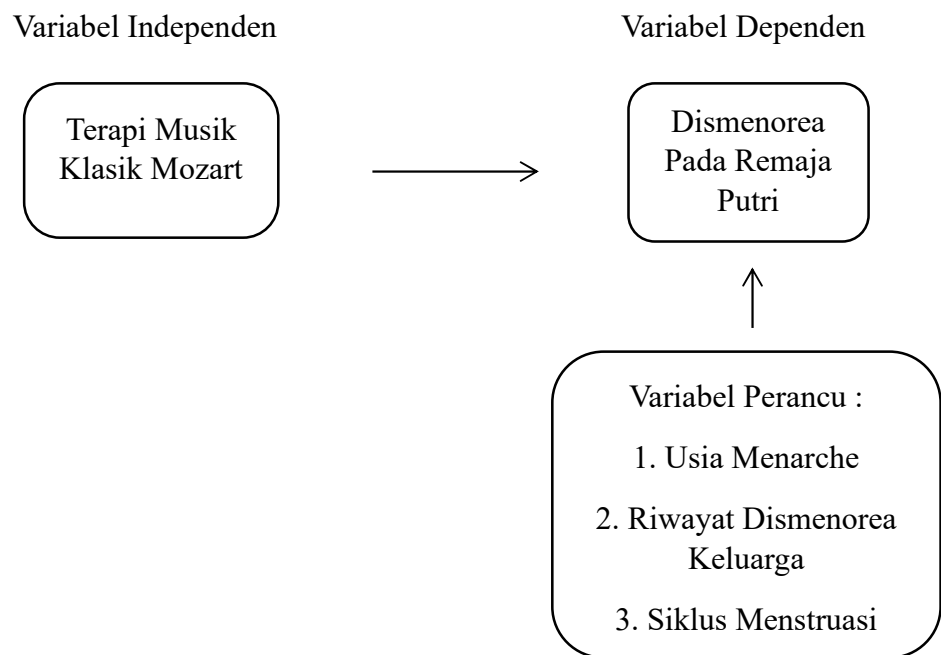 Variabel Independen
Variabel Dependen
Terapi Musik
Klasik Mozart
Dismenorea
Pada Remaja
Putri
Variabel Perancu :
1. Usia Menarche
2. Riwayat Dismenorea
Keluarga
3. Siklus Menstruasi